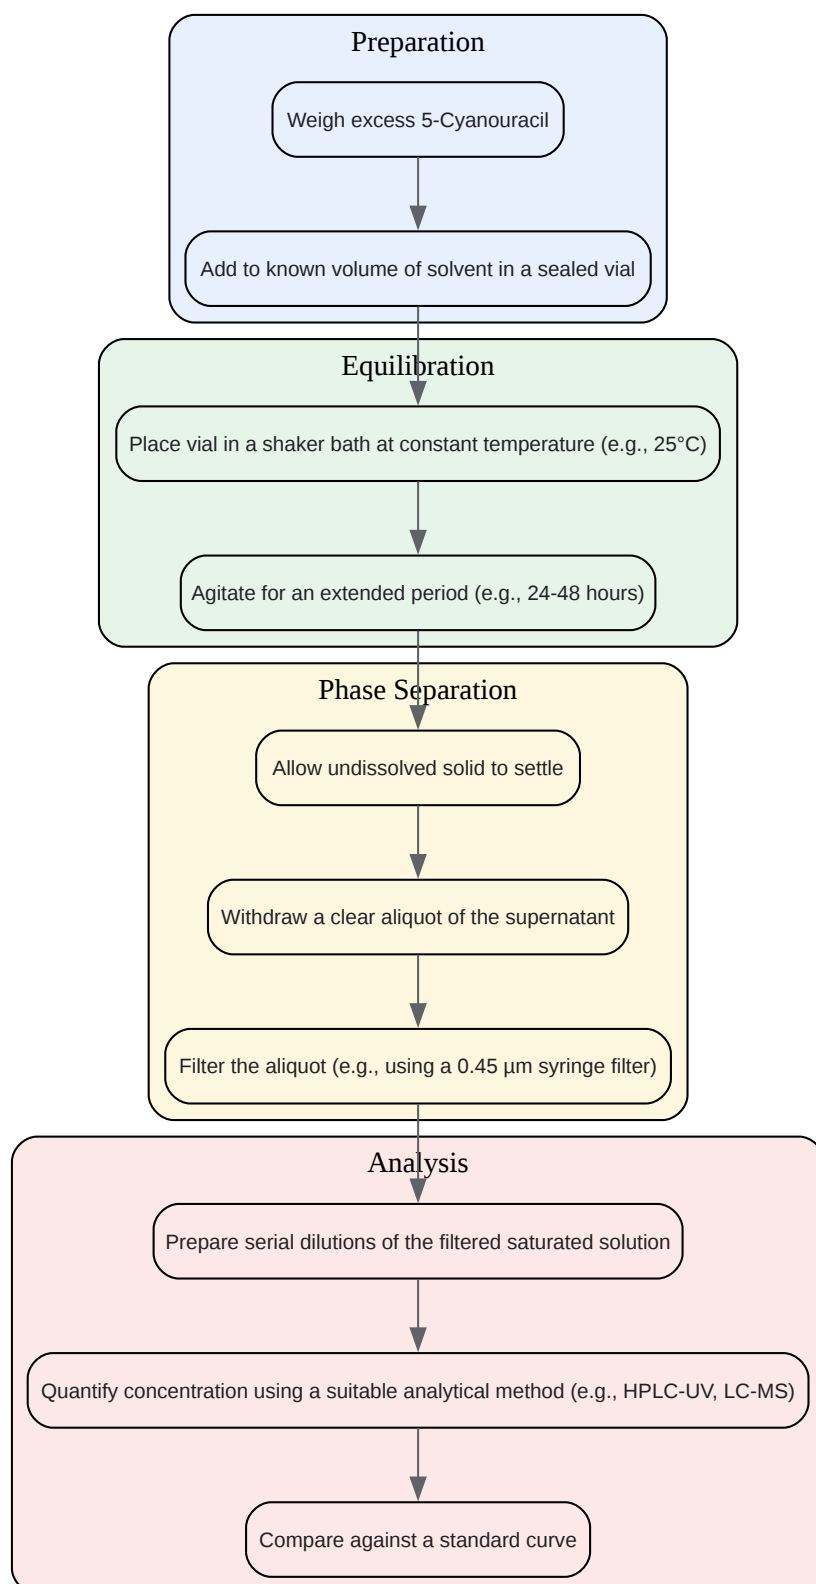 Preparation
Weigh excess 5-Cyanouracil
Add to known volume of solvent in a sealed vial
Equilibration
Place vial in a shaker bath at constant temperature (e.g., 25°C)
Agitate for an extended period (e.g., 24-48 hours)
Phase Separation
Allow undissolved solid to settle
Withdraw a clear aliquot of the supernatant
Filter the aliquot (e.g., using a 0.45 µm syringe filter)
Analysis
Prepare serial dilutions of the filtered saturated solution
Quantify concentration using a suitable analytical method (e.g., HPLC-UV, LC-MS)
Compare against a standard curve